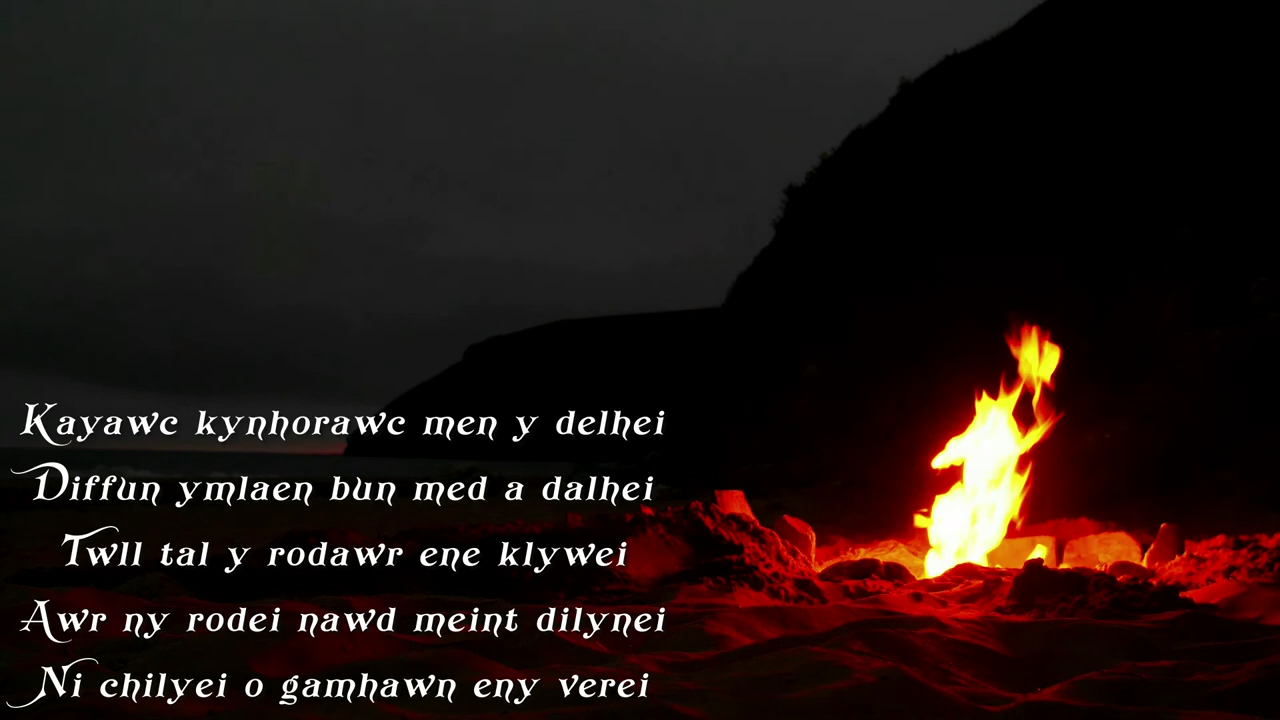 Kayawc kynhorawc men y delhei
Diffun ymlaen bun med a dalhei
Twll tal y rodawr ene klywei
Awr ny rodei nawd meint dilynei
Ni chilyei o gamhawn eny verei